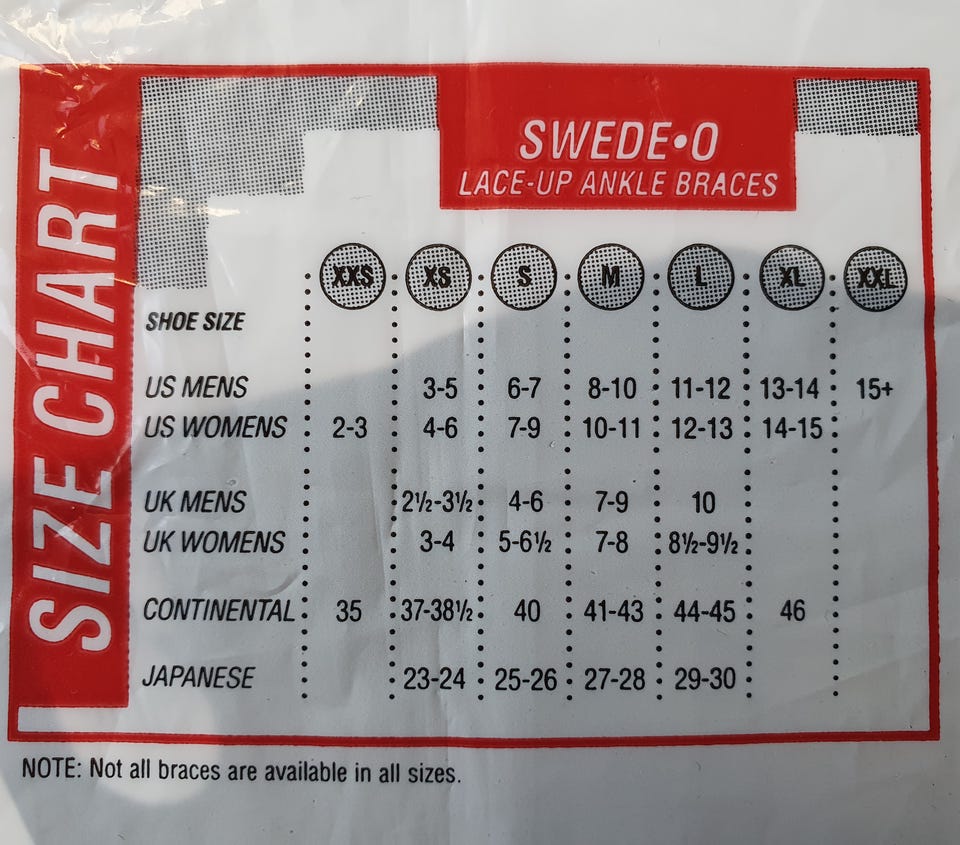 SIZE CHART
SWEDE•O
LACE-UP ANKLE BRACES
XXS XS S M L XL XXL
SHOE SIZE
US MENS 3-5 6-7 8-10 11-12 13-14 15+
US WOMENS 2-3 4-6 7-9 10-11 12-13 14-15
UK MENS 2½-3½ 4-6 7-9 10
UK WOMENS 3-4 5-6½ 7-8 8½-9½
CONTINENTAL 35 37-38½ 40 41-43 44-45 46
JAPANESE 23-24 25-26 27-28 29-30
NOTE: Not all braces are available in all sizes.